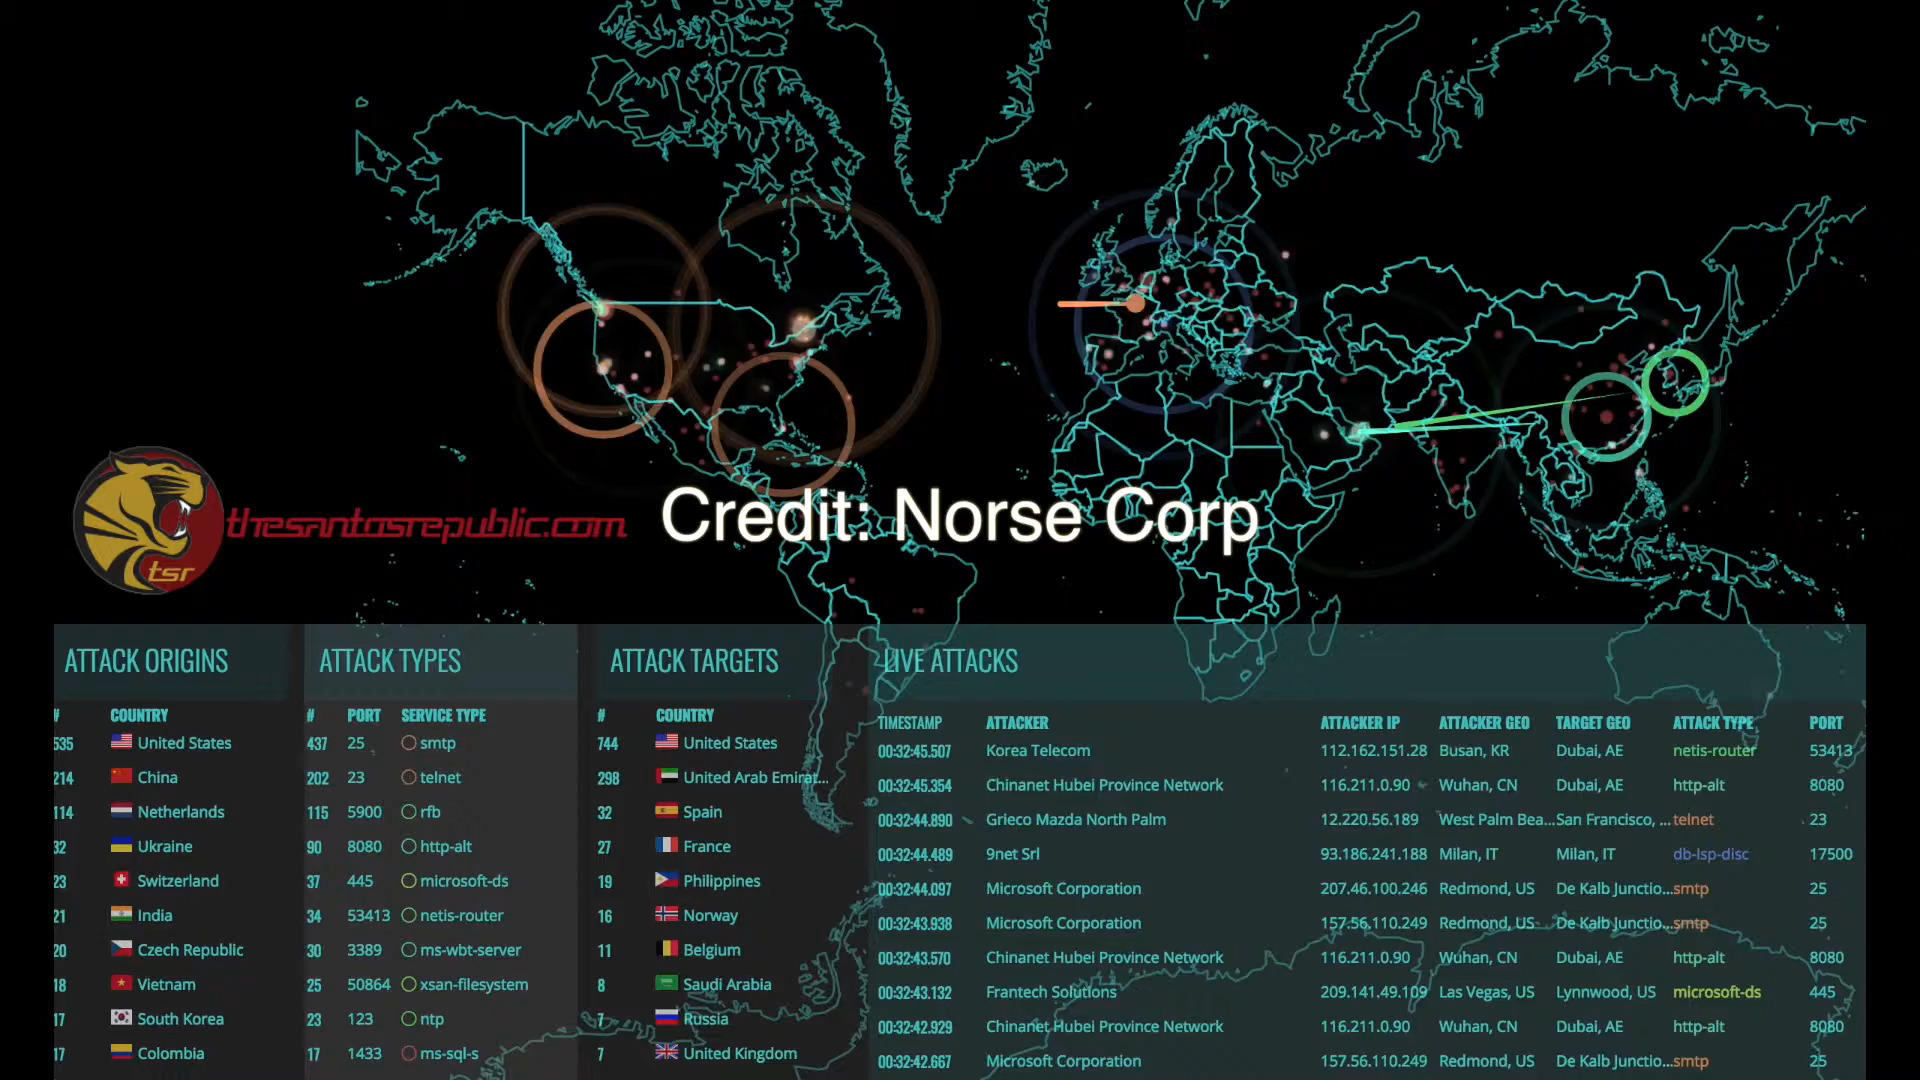 thesantosrepublic.com
tsr
Credit: Norse Corp
ATTACK ORIGINS
# COUNTRY
535 United States
214 China
114 Netherlands
32 Ukraine
23 Switzerland
21 India
20 Czech Republic
18 Vietnam
17 South Korea
17 Colombia
ATTACK TYPES
# PORT SERVICE TYPE
437 25 smtp
202 23 telnet
115 5900 rfb
90 8080 http-alt
37 445 microsoft-ds
34 53413 netis-router
30 3389 ms-wbt-server
25 50864 xsan-filesystem
23 123 ntp
17 1433 ms-sql-s
ATTACK TARGETS
# COUNTRY
744 United States
298 United Arab Emirat...
32 Spain
27 France
19 Philippines
16 Norway
11 Belgium
8 Saudi Arabia
7 Russia
7 United Kingdom
LIVE ATTACKS
TIMESTAMP ATTACKER ATTACKER IP ATTACKER GEO TARGET GEO ATTACK TYPE PORT
00:32:45.507 Korea Telecom 112.162.151.28 Busan, KR Dubai, AE netis-router 53413
00:32:45.354 Chinanet Hubei Province Network 116.211.0.90 Wuhan, CN Dubai, AE http-alt 8080
00:32:44.890 Grieco Mazda North Palm 12.220.56.189 West Palm Bea... San Francisco, ... telnet 23
00:32:44.489 9net Srl 93.186.241.188 Milan, IT Milan, IT db-lsp-disc 17500
00:32:44.097 Microsoft Corporation 207.46.100.246 Redmond, US De Kalb Junctio... smtp 25
00:32:43.938 Microsoft Corporation 157.56.110.249 Redmond, US De Kalb Junctio... smtp 25
00:32:43.570 Chinanet Hubei Province Network 116.211.0.90 Wuhan, CN Dubai, AE http-alt 8080
00:32:43.132 Frantech Solutions 209.141.49.109 Las Vegas, US Lynnwood, US microsoft-ds 445
00:32:42.929 Chinanet Hubei Province Network 116.211.0.90 Wuhan, CN Dubai, AE http-alt 8080
00:32:42.667 Microsoft Corporation 157.56.110.249 Redmond, US De Kalb Junctio... smtp 25